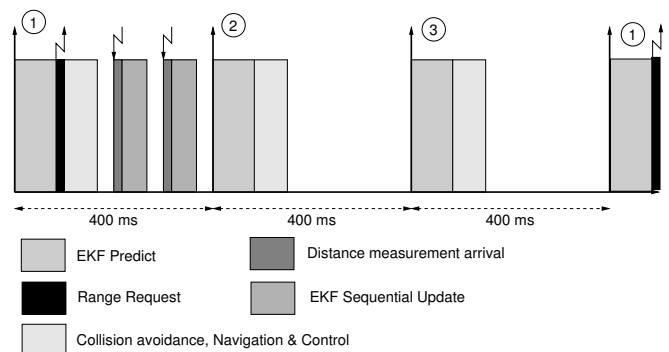 1 2 3 1
400 ms 400 ms 400 ms
EKF Predict Distance measurement arrival
Range Request EKF Sequential Update
Collision avoidance, Navigation & Control